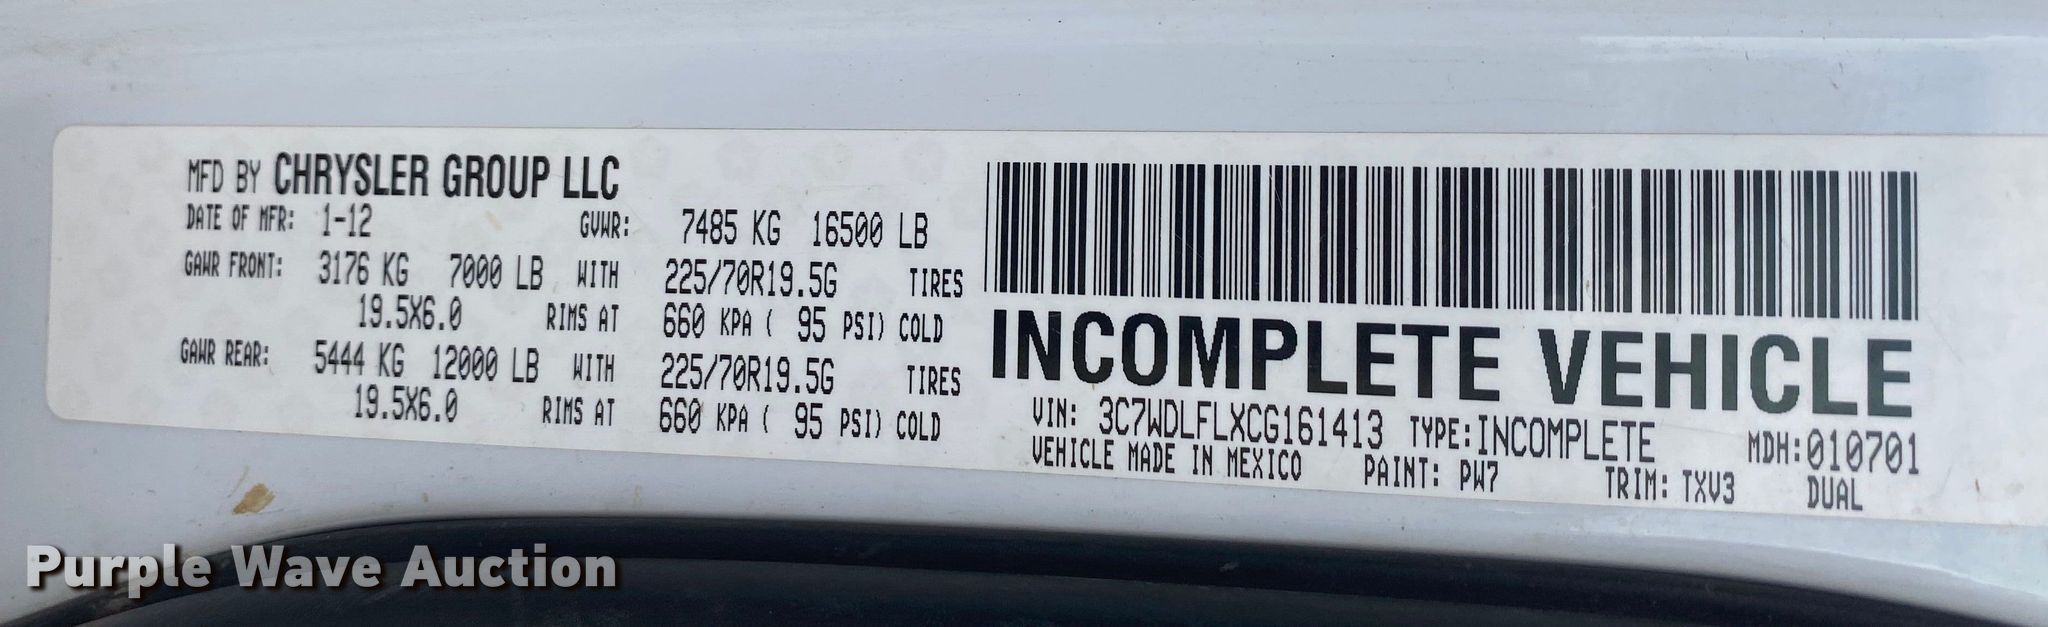 MFD BY CHRYSLER GROUP LLC
DATE OF MFR: 1-12 GVWR: 7485 KG 16500 LB
GAWR FRONT: 3176 KG 7000 LB WITH 225/70R19.5G TIRES
19.5X6.0 RIMS AT 660 KPA ( 95 PSI) COLD
GAWR REAR: 5444 KG 12000 LB WITH 225/70R19.5G TIRES
19.5X6.0 RIMS AT 660 KPA ( 95 PSI) COLD
INCOMPLETE VEHICLE
VIN: 3C7WDLFLXCG161413 TYPE: INCOMPLETE MDH: 010701
VEHICLE MADE IN MEXICO PAINT: PW7 TRIM: TXV3 DUAL
Purple Wave Auction